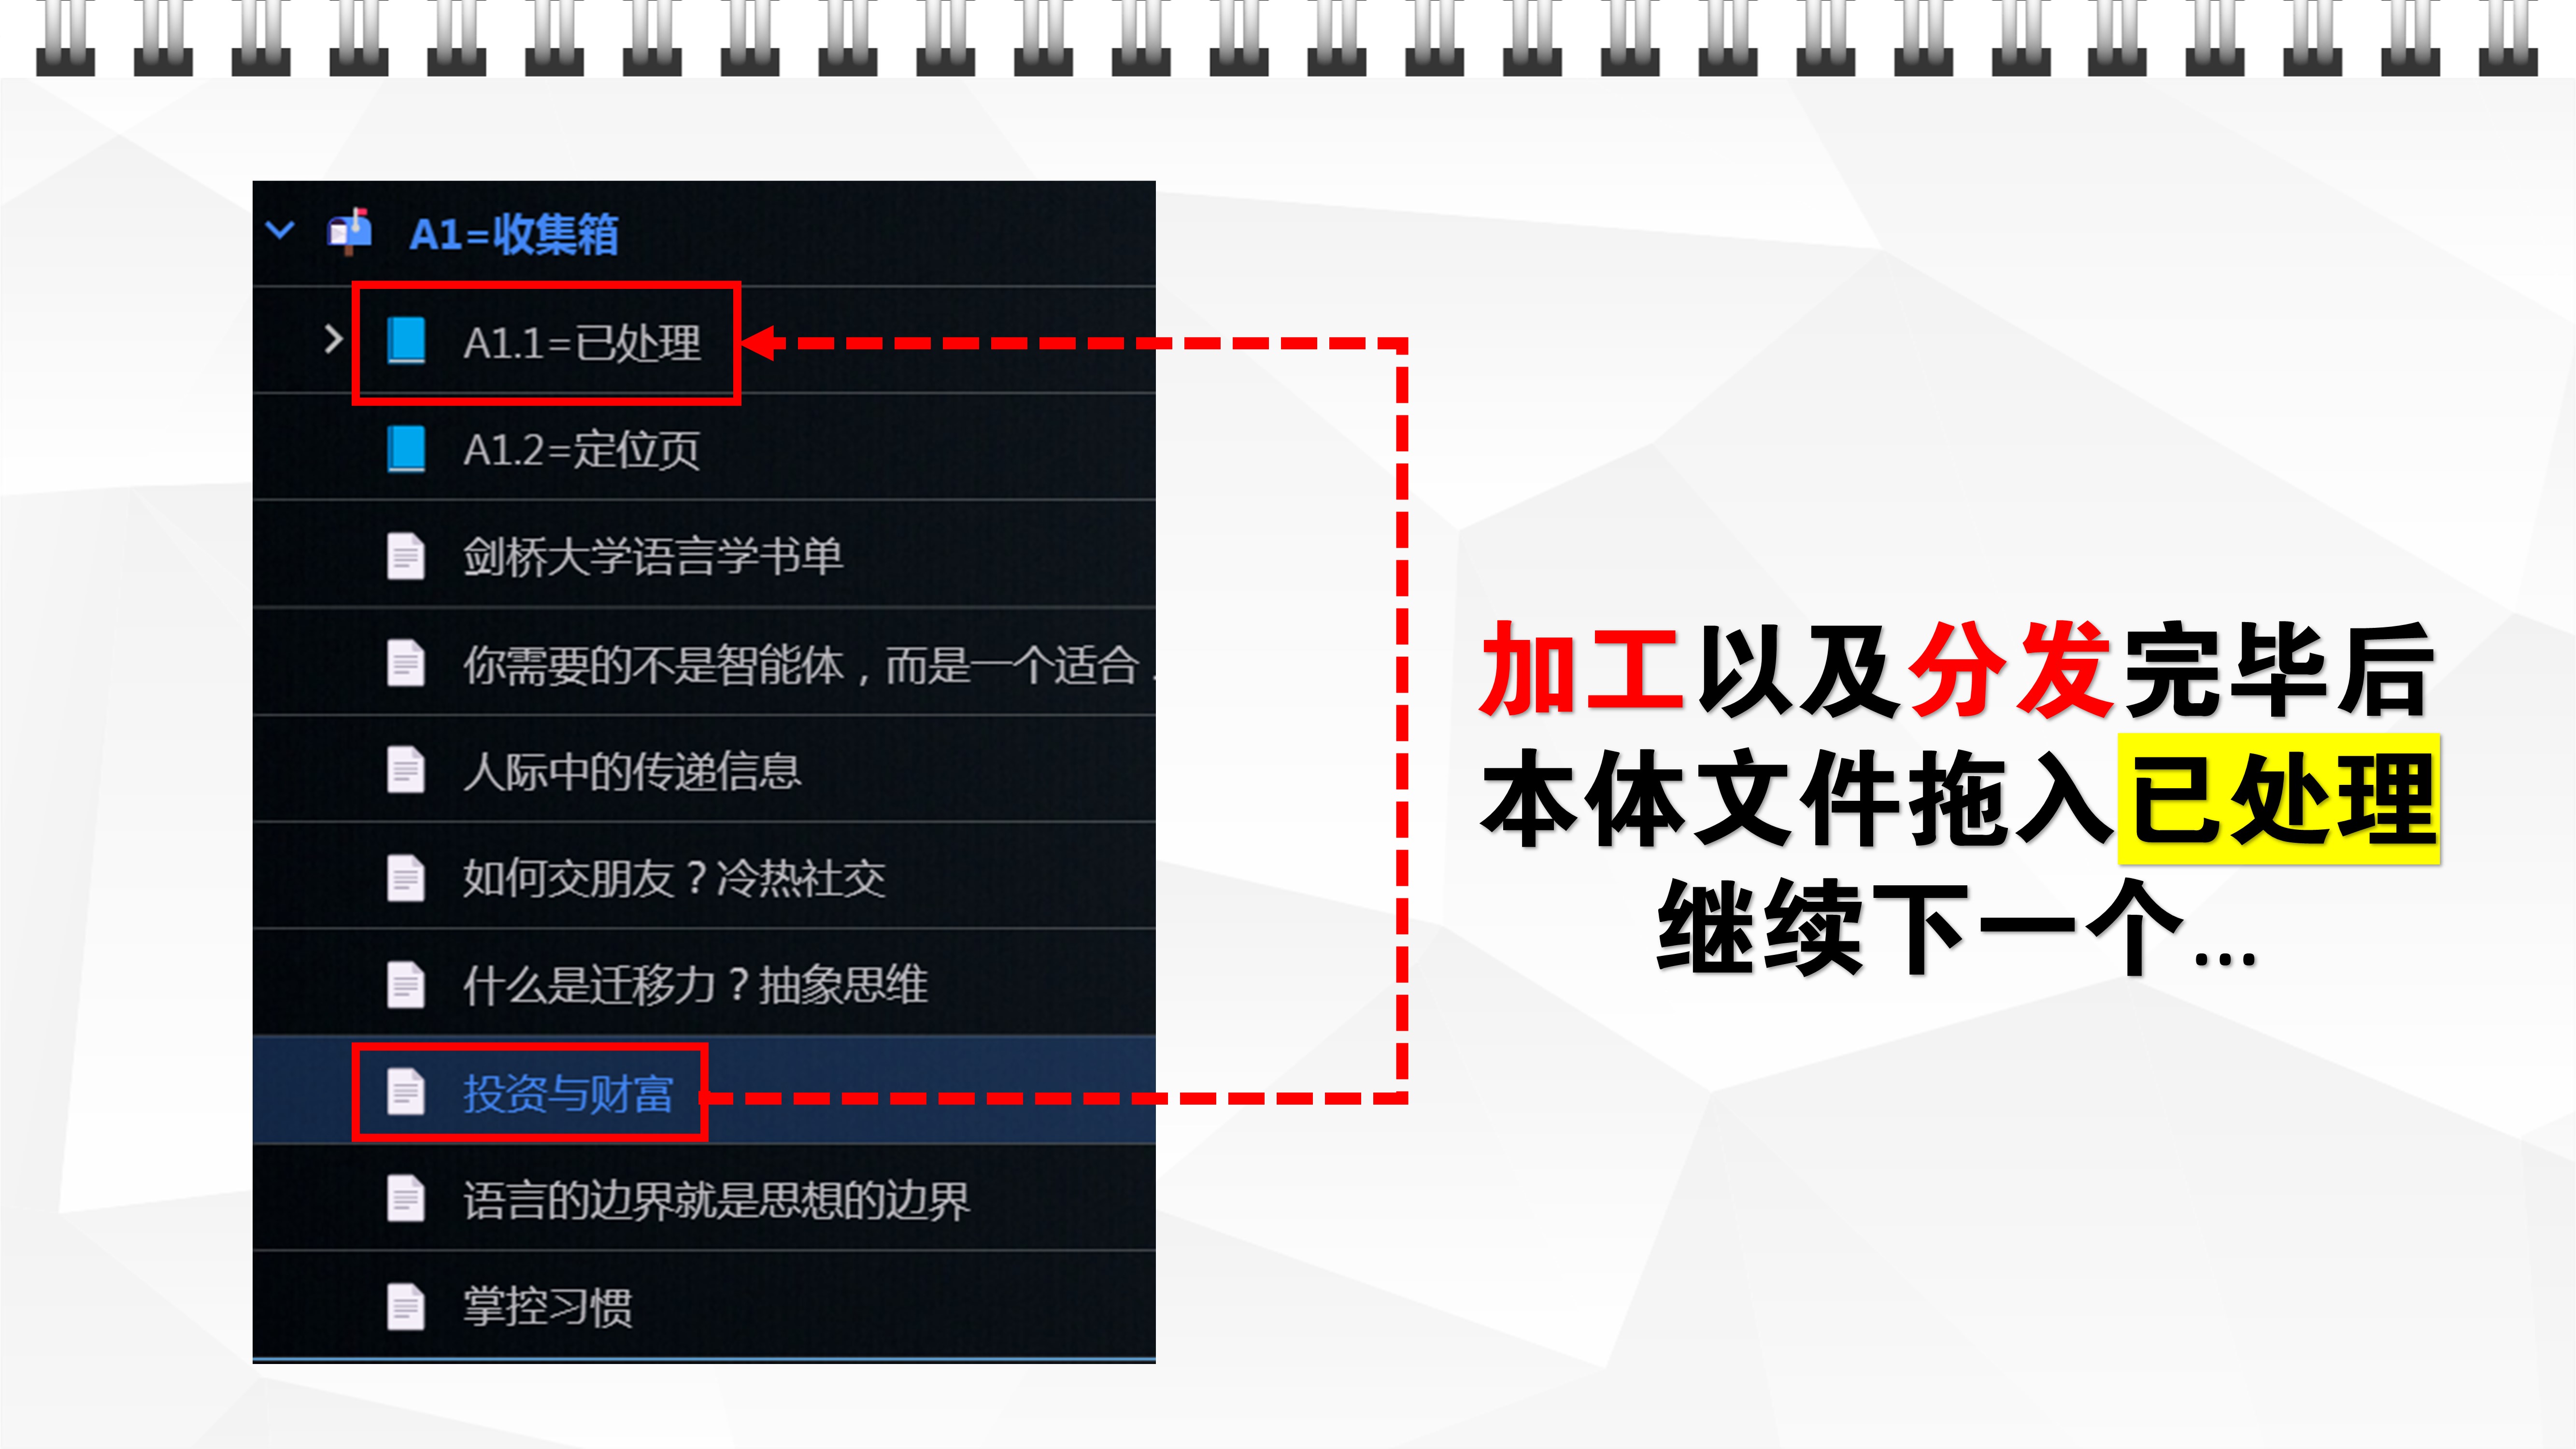 A1=收集箱
A1.1=已处理
A1.2=定位页
剑桥大学语言学书单
你需要的不是智能体，而是一个适合.
人际中的传递信息
如何交朋友？冷热社交
什么是迁移力？抽象思维
投资与财富
语言的边界就是思想的边界
掌控习惯
加工以及分发完毕后
本体文件拖入已处理
继续下一个...